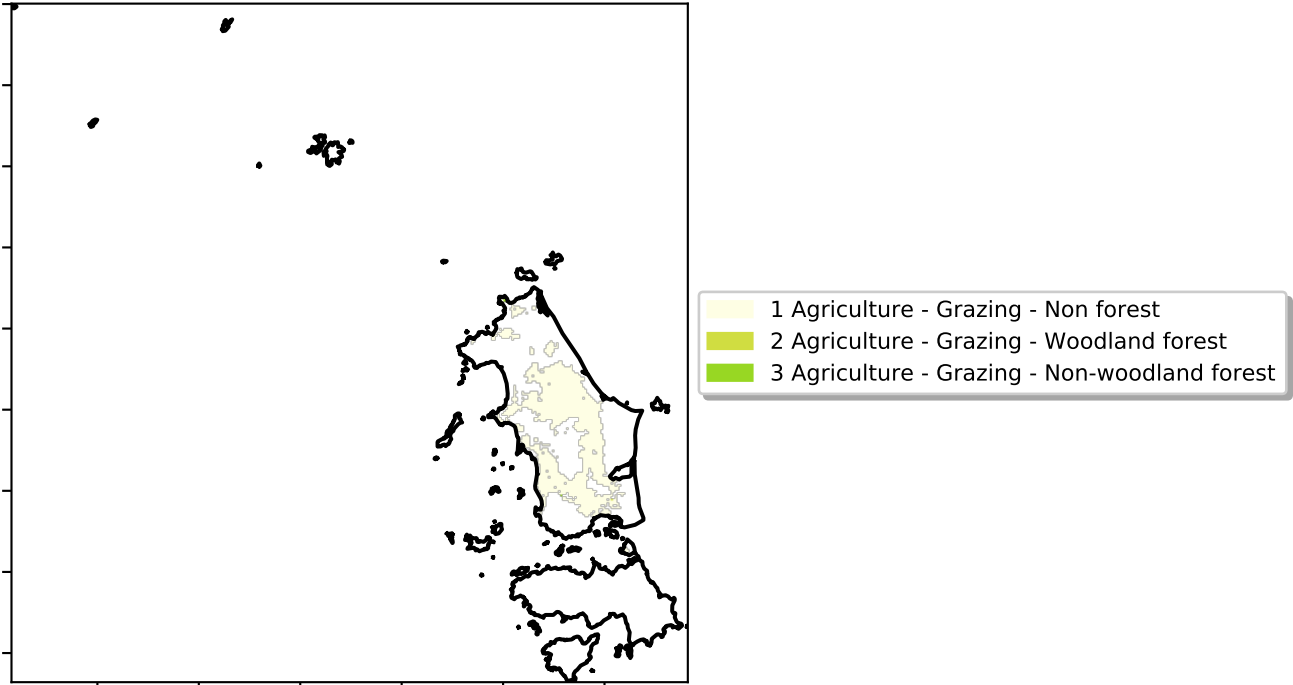 1 Agriculture - Grazing - Non forest
2 Agriculture - Grazing - Woodland forest
3 Agriculture - Grazing - Non-woodland forest